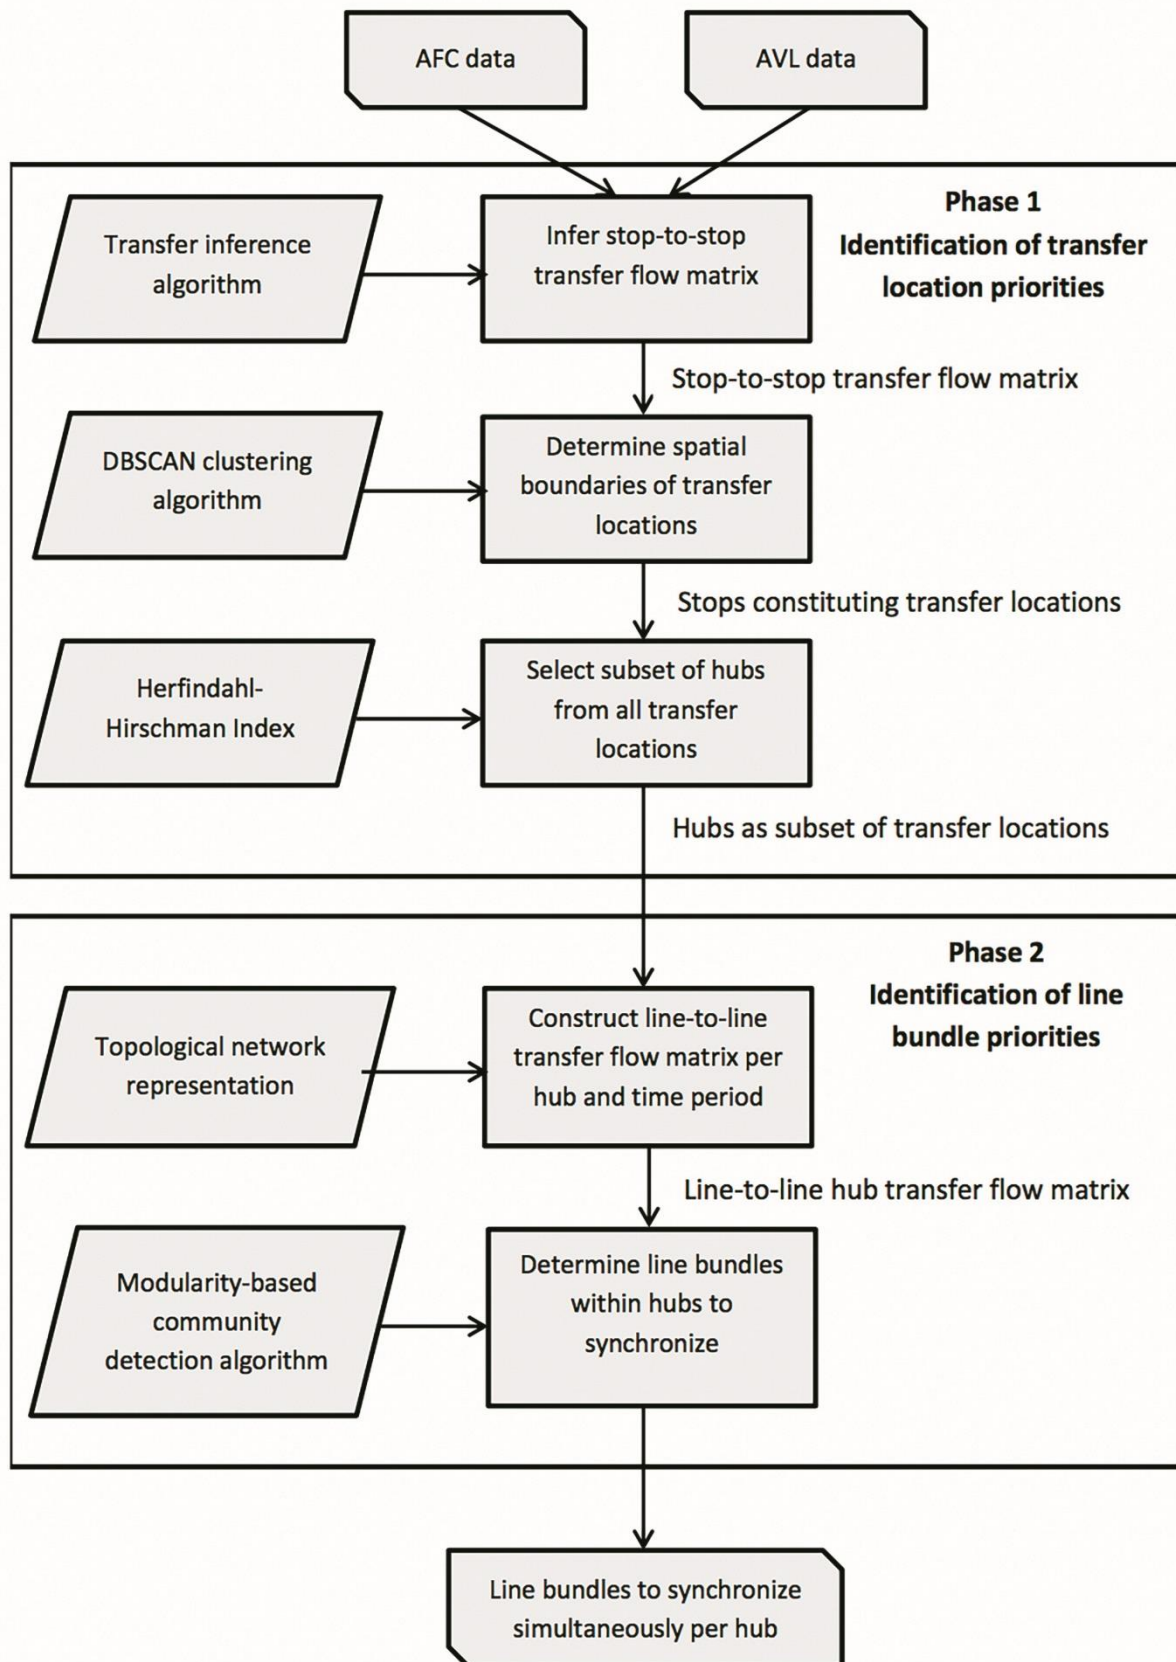 AFC data
AVL data
Phase 1
Identification of transfer
location priorities
Transfer inference
algorithm
Infer stop-to-stop
transfer flow matrix
Stop-to-stop transfer flow matrix
DBSCAN clustering
algorithm
Determine spatial
boundaries of transfer
locations
Stops constituting transfer locations
Herfindahl-
Hirschman Index
Select subset of hubs
from all transfer
locations
Hubs as subset of transfer locations
Phase 2
Identification of line
bundle priorities
Topological network
representation
Construct line-to-line
transfer flow matrix per
hub and time period
Line-to-line hub transfer flow matrix
Modularity-based
community
detection algorithm
Determine line bundles
within hubs to
synchronize
Line bundles to synchronize
simultaneously per hub